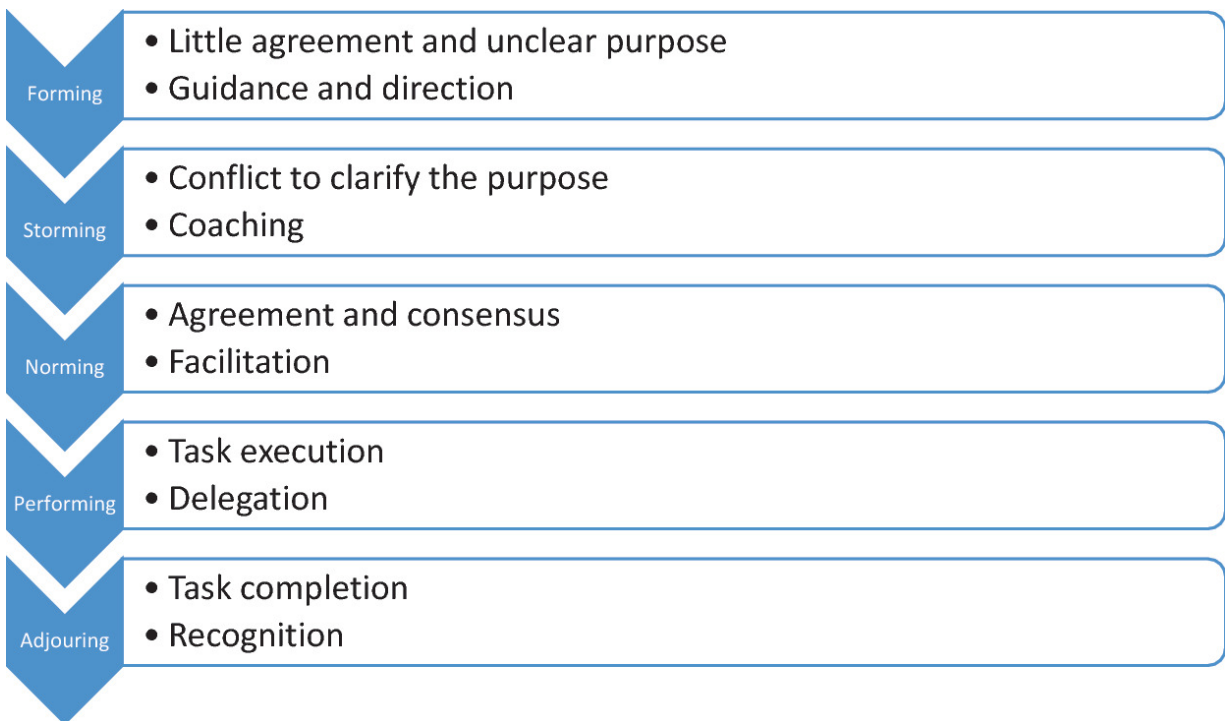 Forming
• Little agreement and unclear purpose
• Guidance and direction
Storming
• Conflict to clarify the purpose
• Coaching
Norming
• Agreement and consensus
• Facilitation
Performing
• Task execution
• Delegation
Adjouring
• Task completion
• Recognition